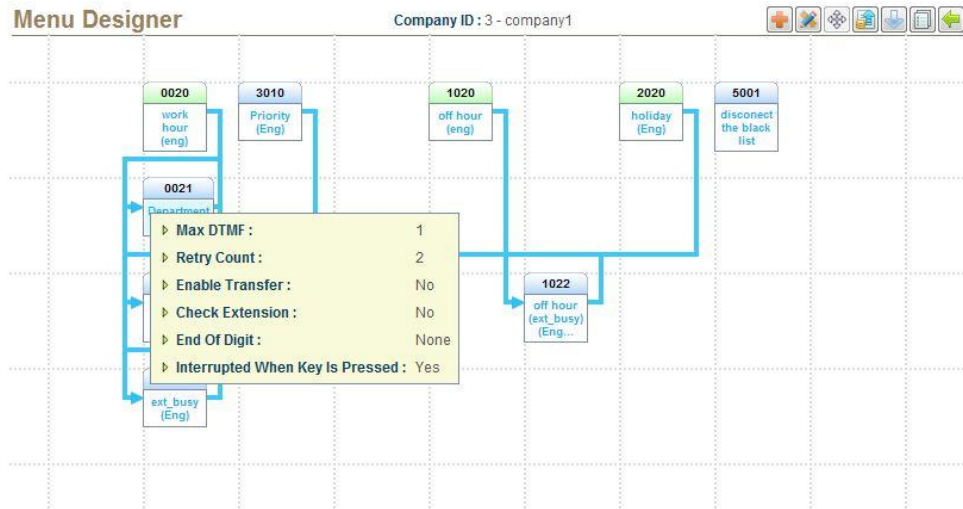 Menu Designer
Company ID : 3 - company1
0020
work
hour
(eng)
3010
Priority
(Eng)
1020
off hour
(eng)
2020
holiday
(Eng)
5001
disconect
the black
list
0021
Department
Max DTMF : 1
Retry Count : 2
Enable Transfer : No
Check Extension : No
End Of Digit : None
Interrupted When Key Is Pressed : Yes
1022
off hour
(ext_busy)
(Eng...
ext_busy
(Eng)